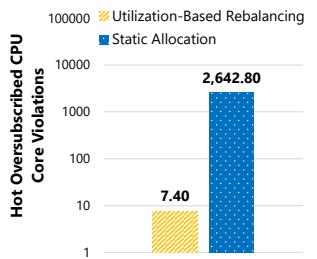 100000
Utilization-Based Rebalancing
Static Allocation
10000
1000
100
10
1
2,642.80
7.40
Hot Oversubscribed CPU
Core Violations